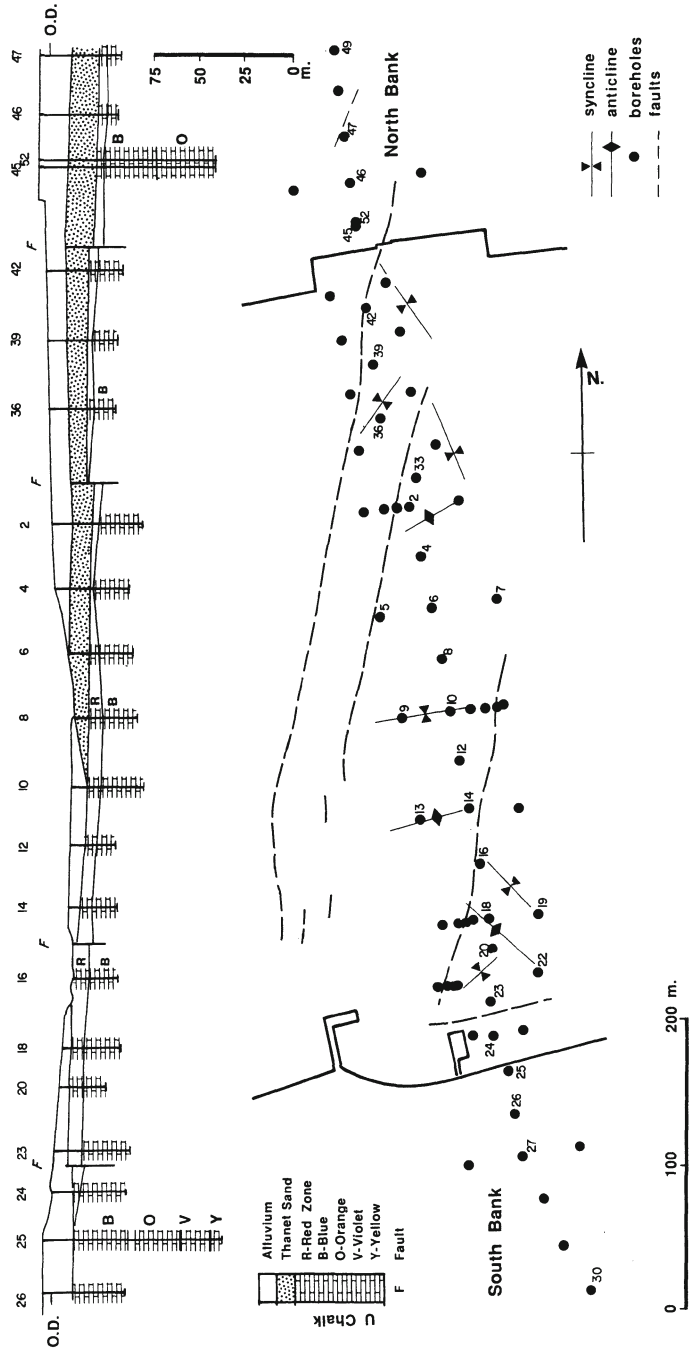 O.D.
26 25 24 23 20 18 16 14 12 10 8 6 4 2 36 39 42 45 52 46 47
O.D.
F F F F
B O V Y
R B
R B
B
B O
75
50
25
0
m.
Alluvium
Thanet Sand
R-Red Zone
B-Blue
O-Orange
V-Violet
Y-Yellow
F Fault
U Chalk
South Bank
North Bank
30
27
26
25
24
23
22
20
19
18
16
14
13
12
10
9
8
7
6
5
4
2
33
36
39
42
45
52
46
47
49
N.
syncline
anticline
boreholes
faults
0 100 200 m.